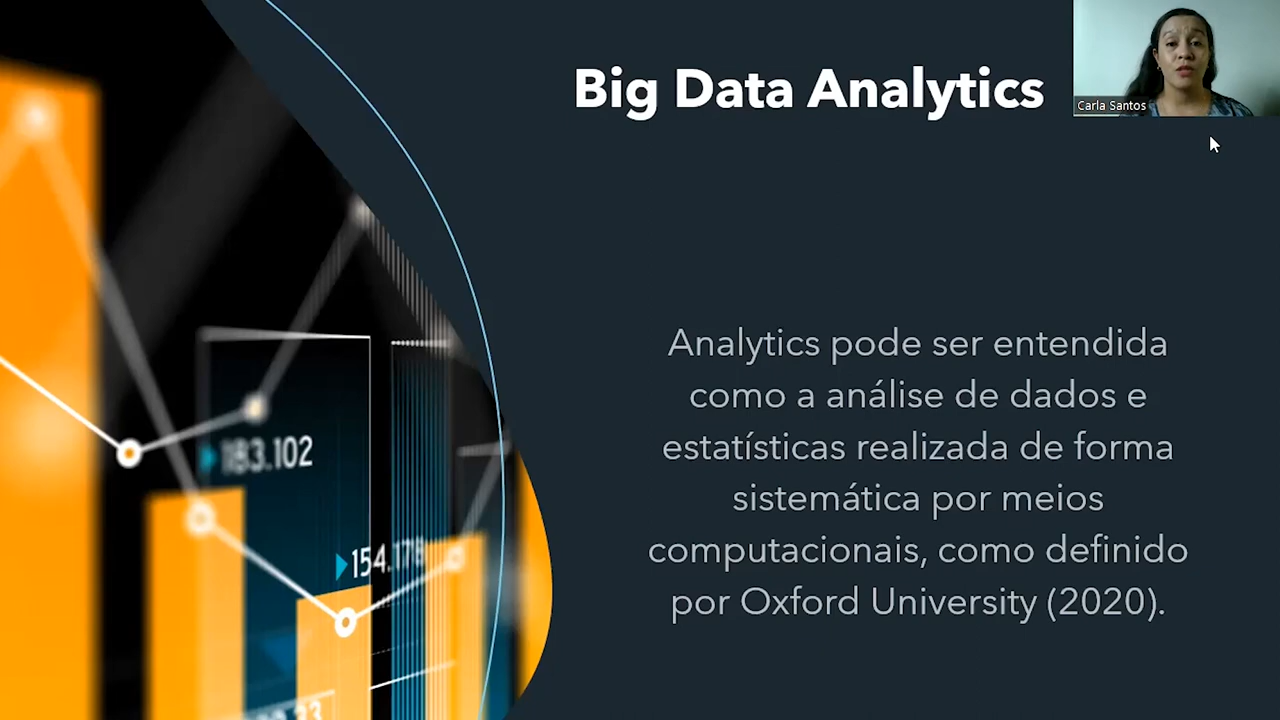 Big Data Analytics
Carla Santos
Analytics pode ser entendida
como a análise de dados e
estatísticas realizada de forma
sistemática por meios
computacionais, como definido
por Oxford University (2020).
183.102
154.178